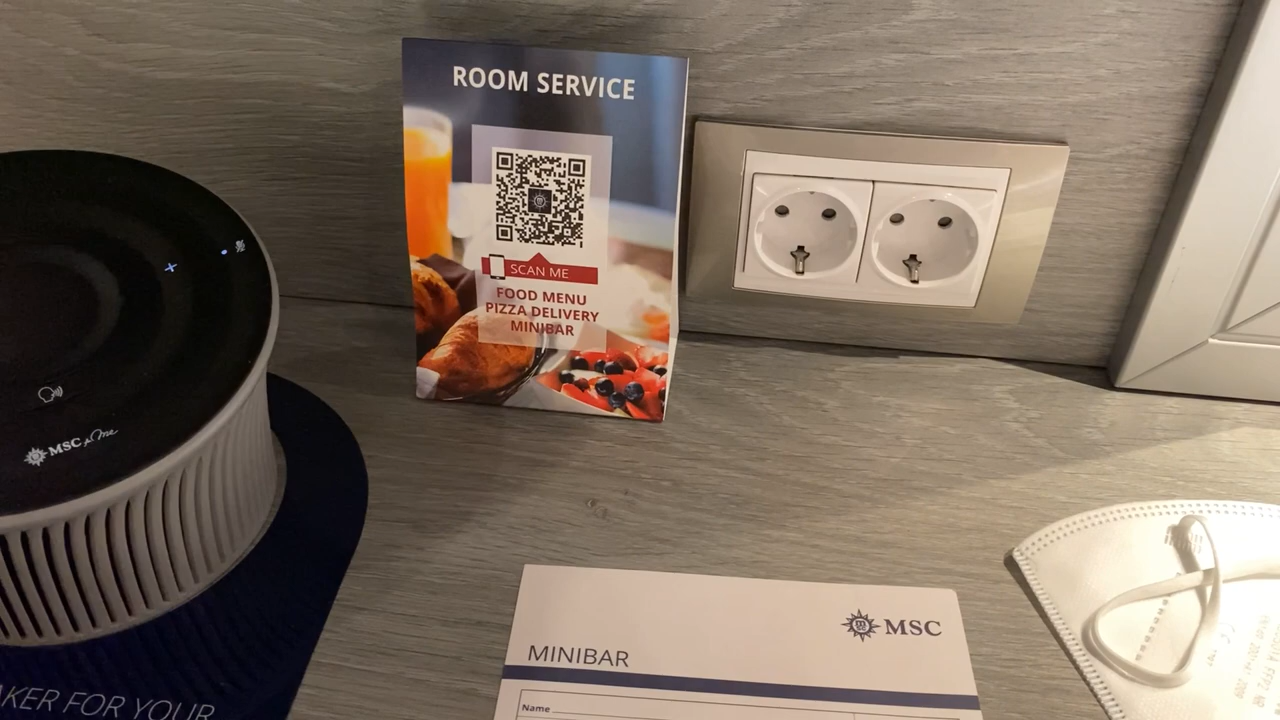 ROOM SERVICE
SCAN ME
FOOD MENU
PIZZA DELIVERY
MINIBAR
MSC for me
AKER FOR YOUR
MSC
MINIBAR
Name